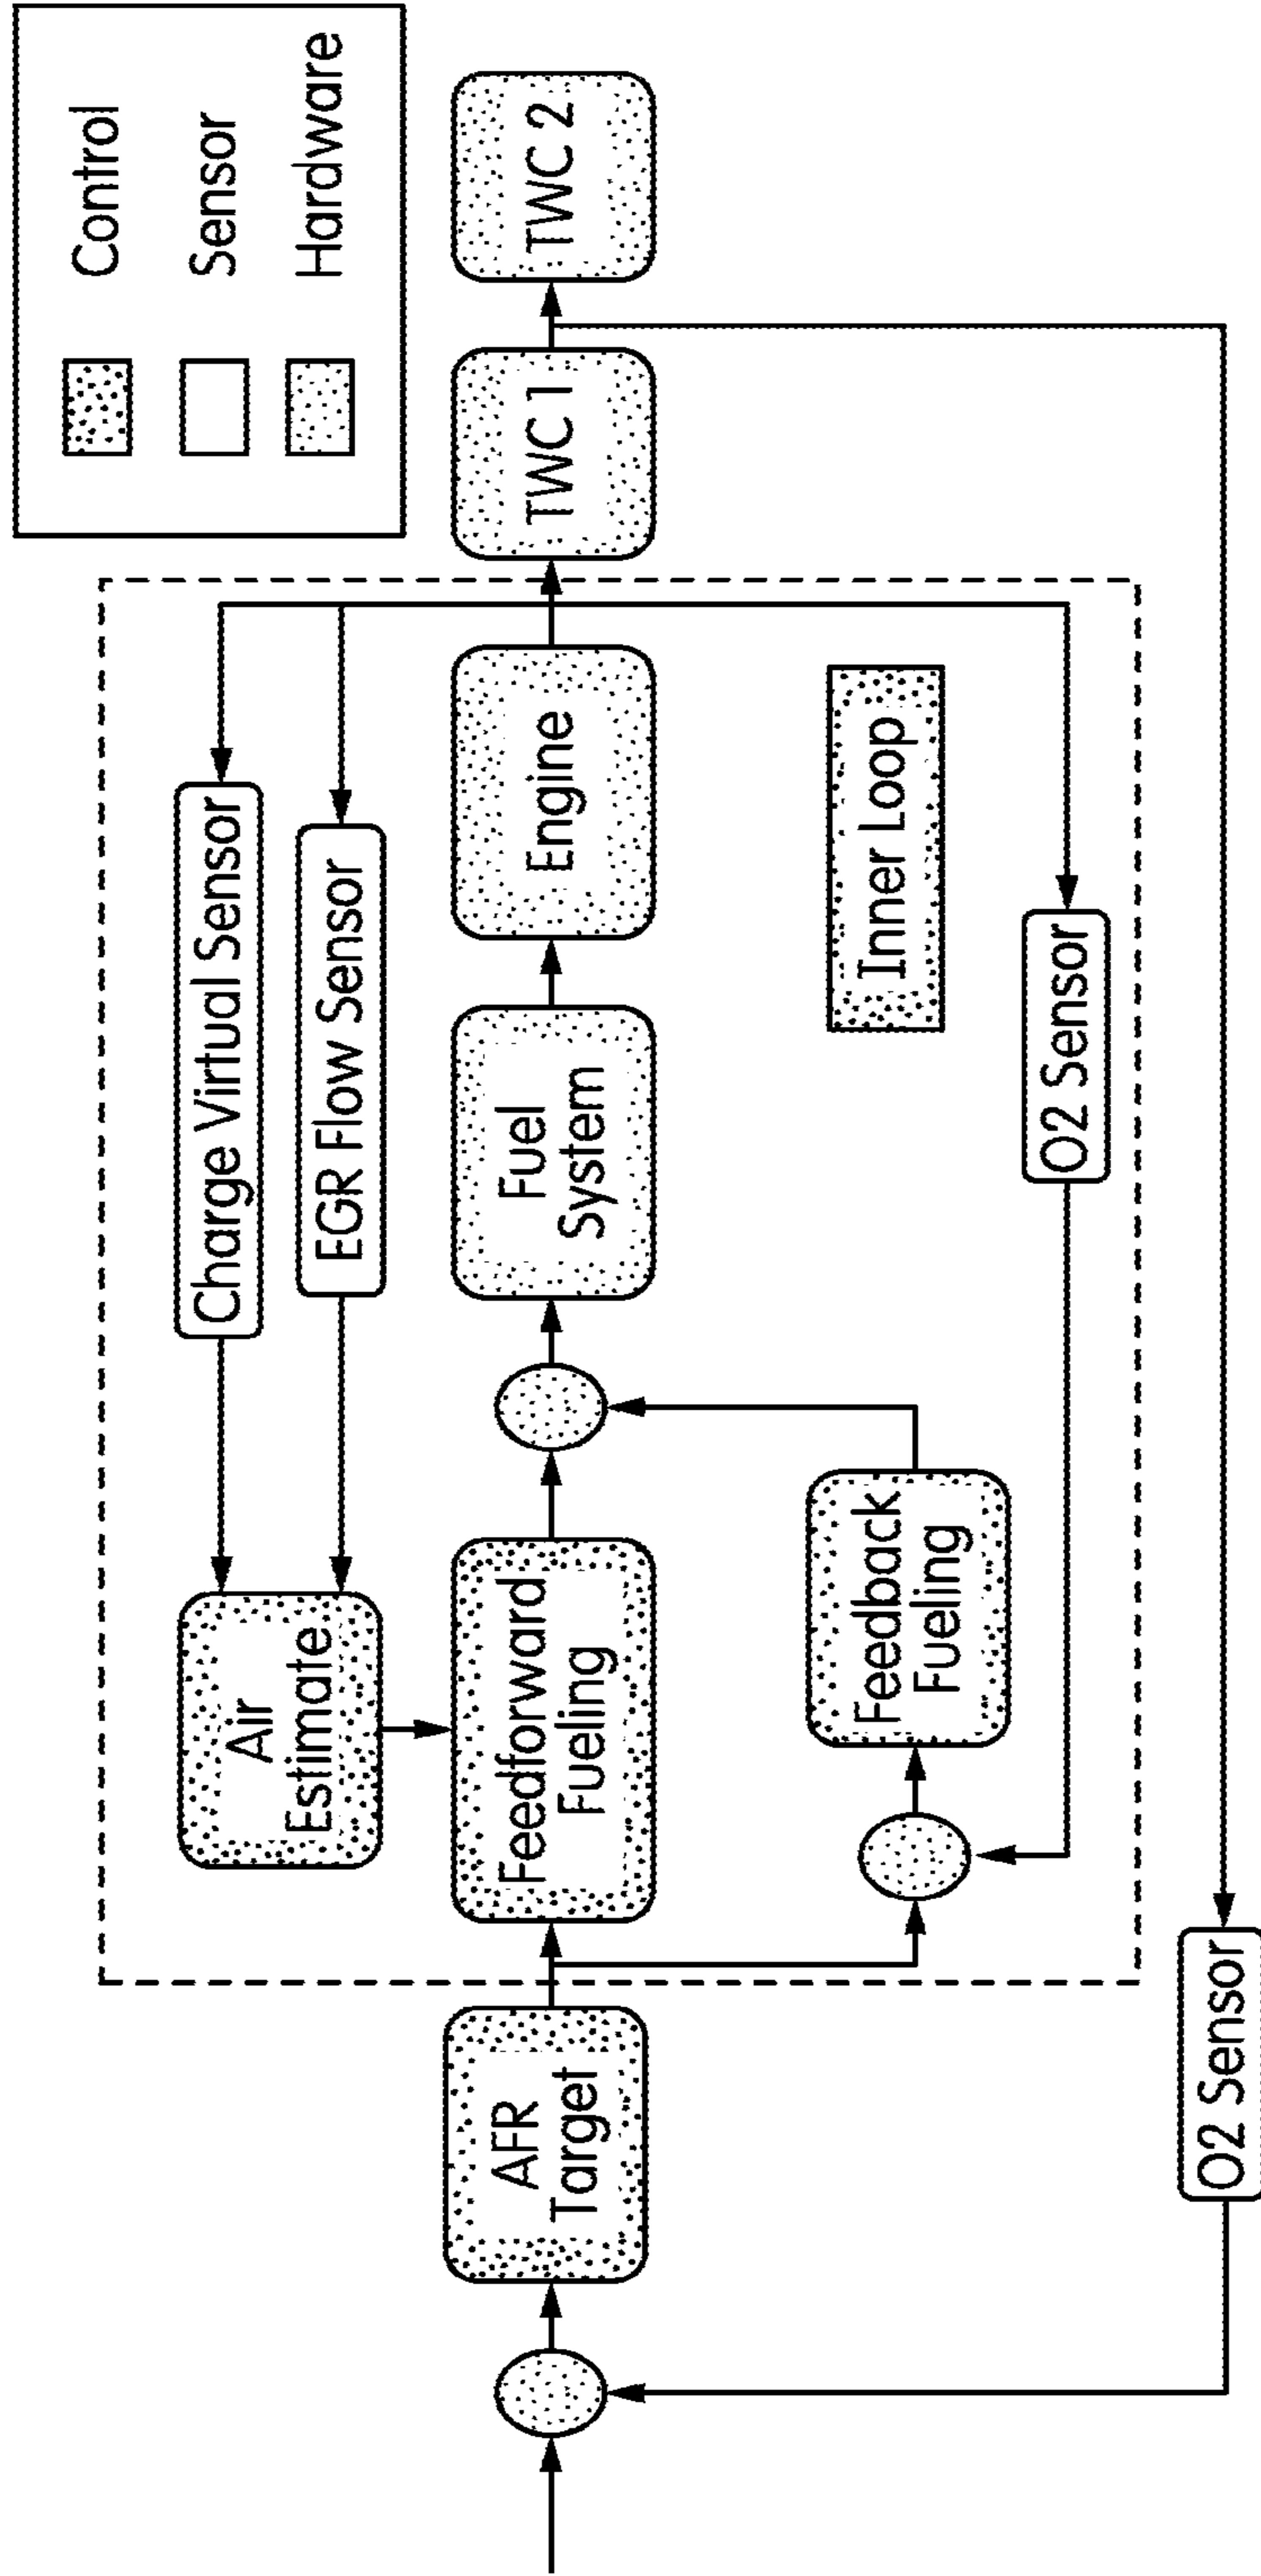 Control
Sensor
Hardware
Charge Virtual Sensor
EGR Flow Sensor
Air
Estimate
AFR
Target
Feedforward
Fueling
Fuel
System
Engine
TWC 1
TWC 2
Feedback
Fueling
Inner Loop
O2 Sensor
O2 Sensor